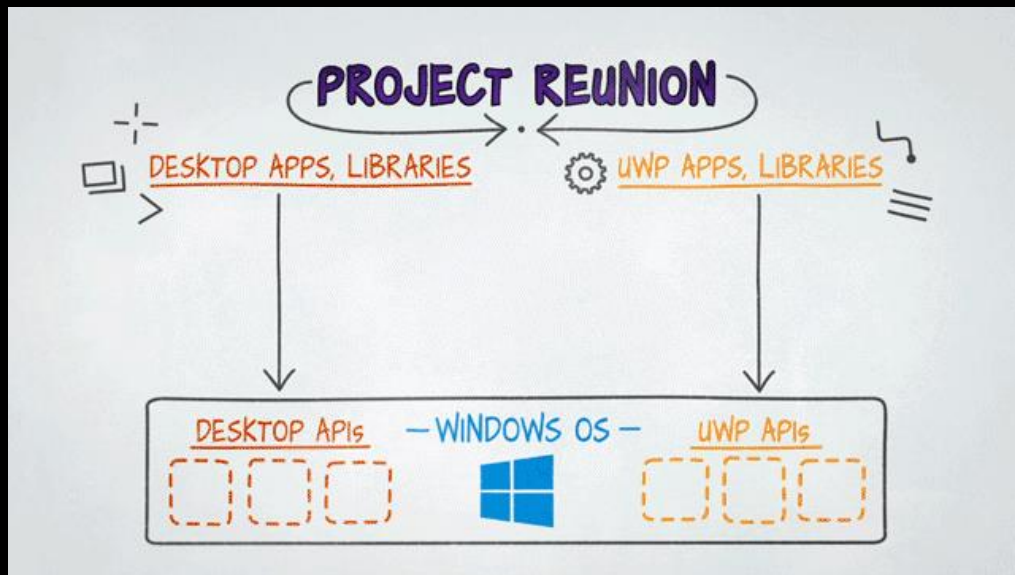 PROJECT REUNION
DESKTOP APPS, LIBRARIES
UWP APPS, LIBRARIES
DESKTOP APIs
— WINDOWS OS —
UWP APIs